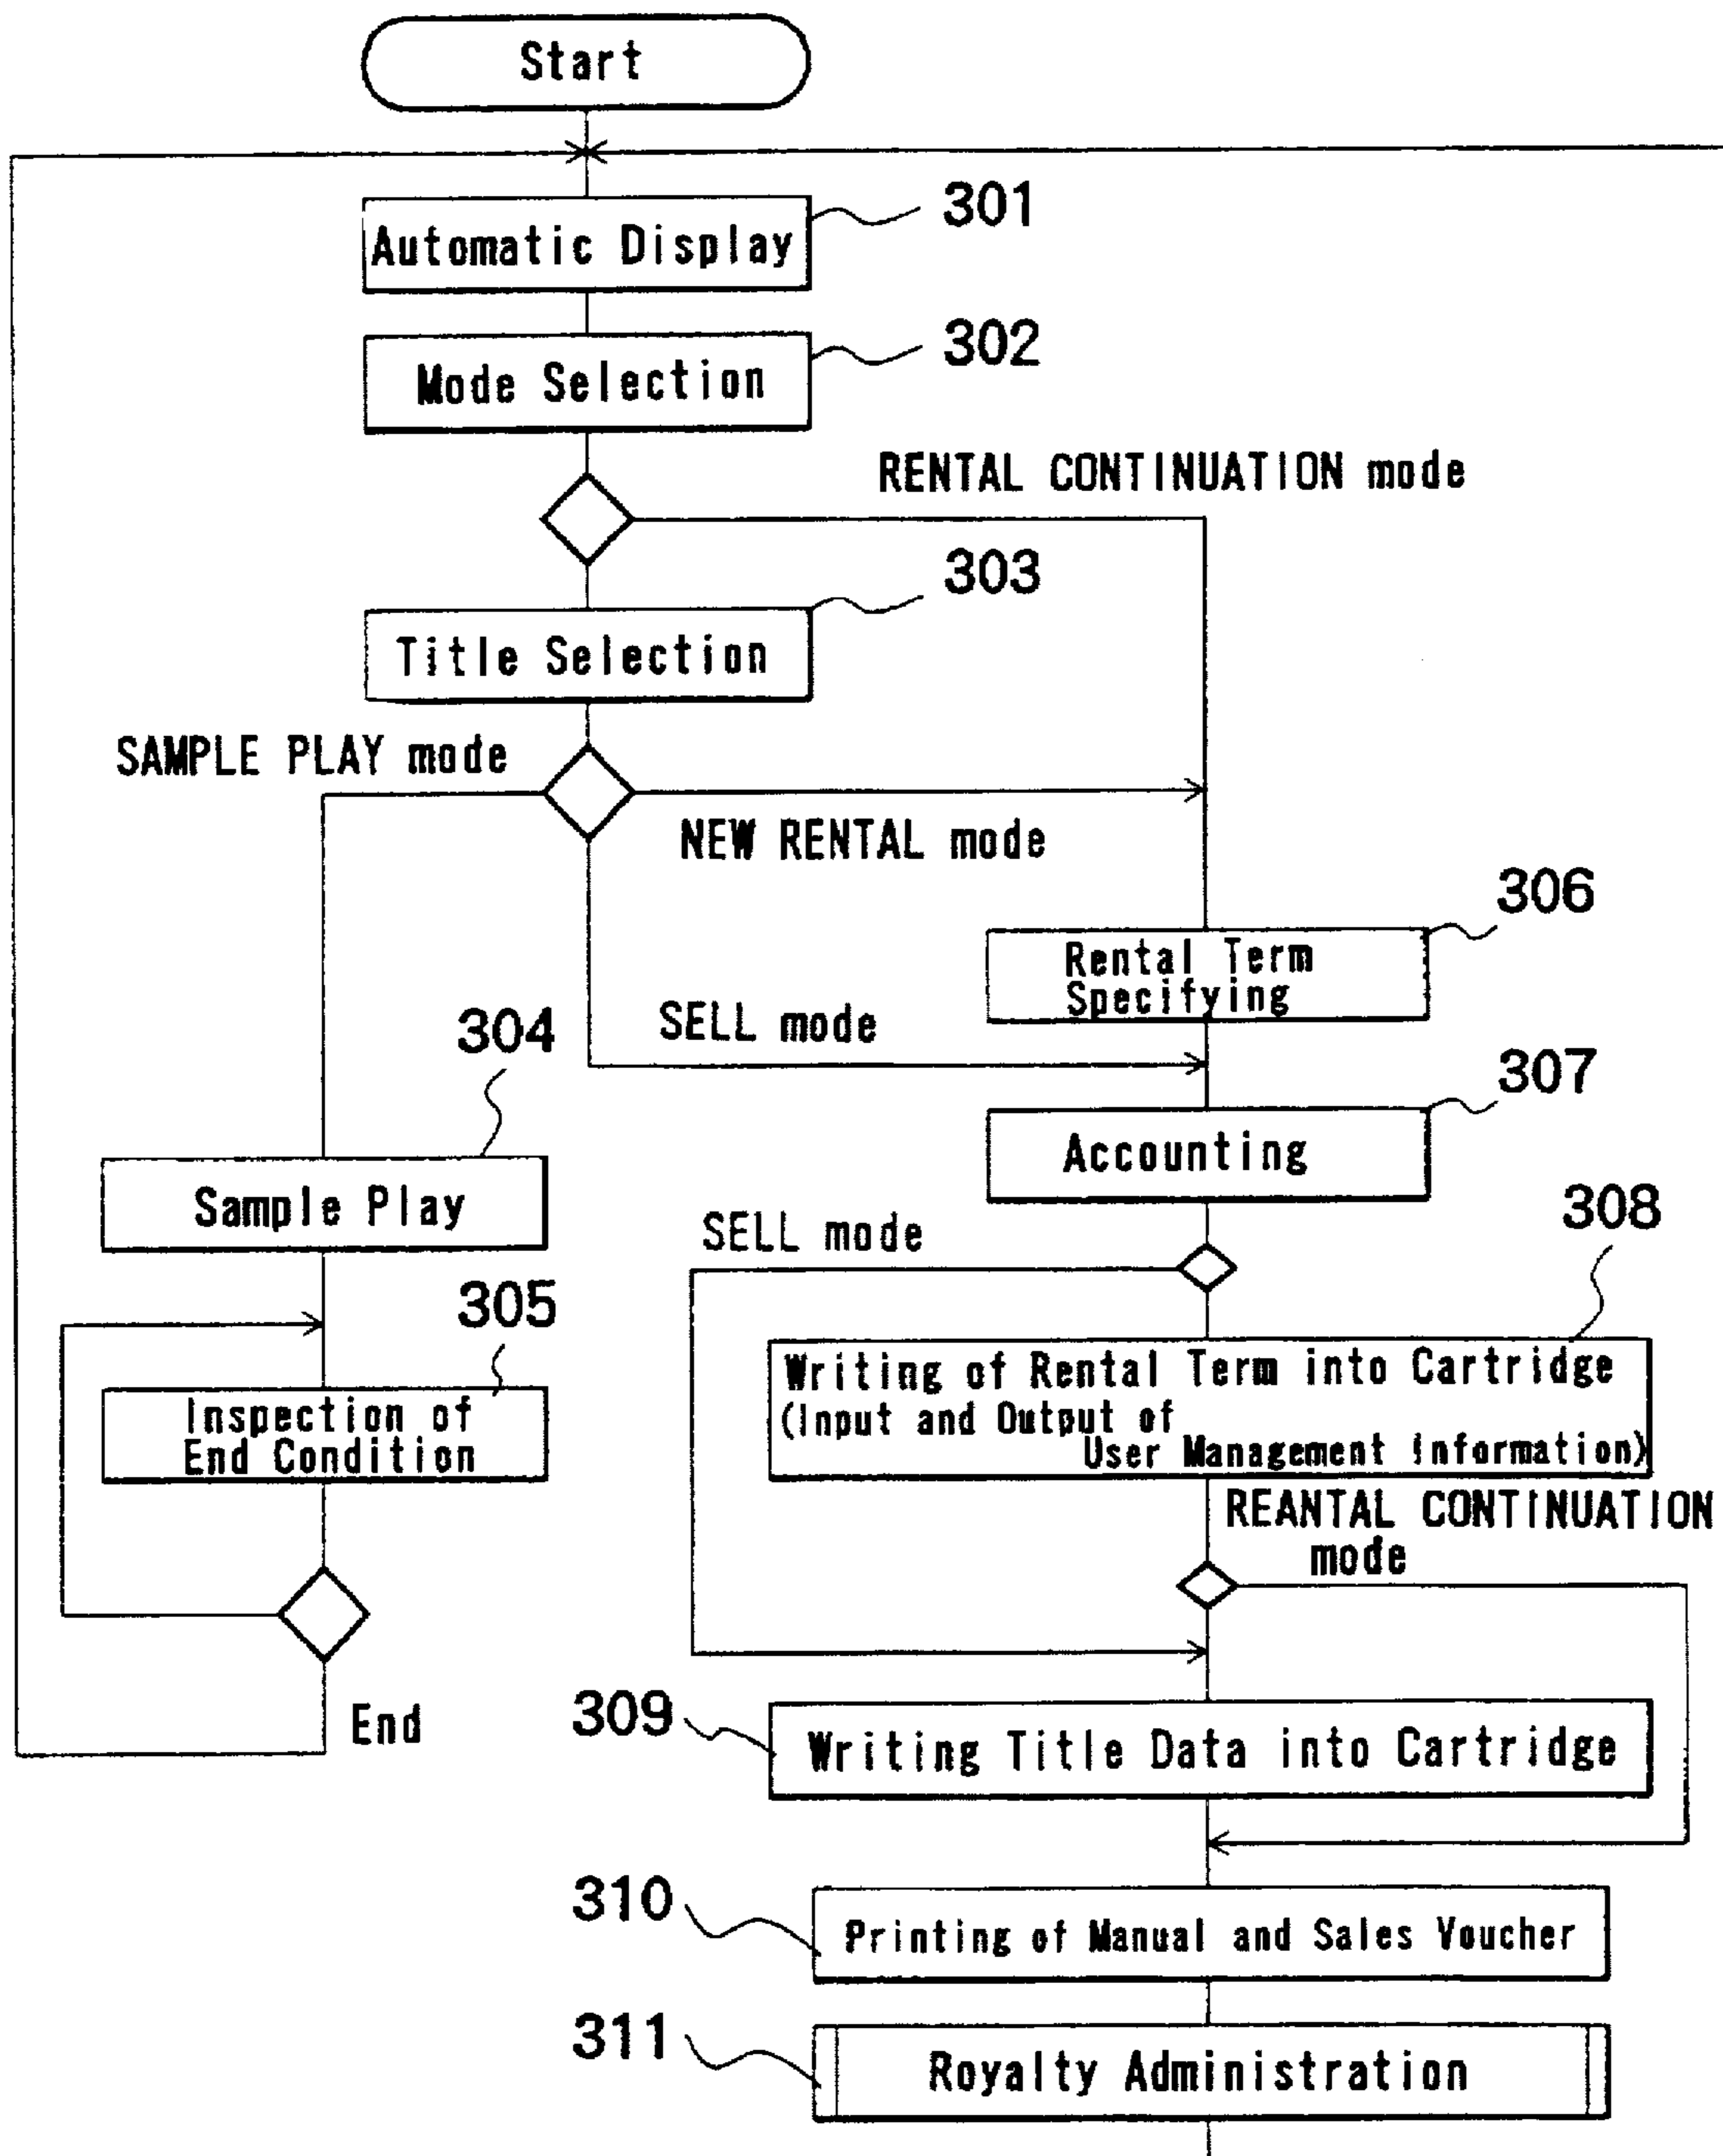 Start
301
Automatic Display
302
Mode Selection
RENTAL CONTINUATION mode
303
Title Selection
SAMPLE PLAY mode
NEW RENTAL mode
306
Rental Term
Specifying
SELL mode
304
307
Accounting
Sample Play
308
SELL mode
305
Writing of Rental Term into Cartridge
(Input and Output of
User Management Information)
Inspection of
End Condition
REANTAL CONTINUATION
mode
End
309
Writing Title Data into Cartridge
310
Printing of Manual and Sales Voucher
311
Royalty Administration